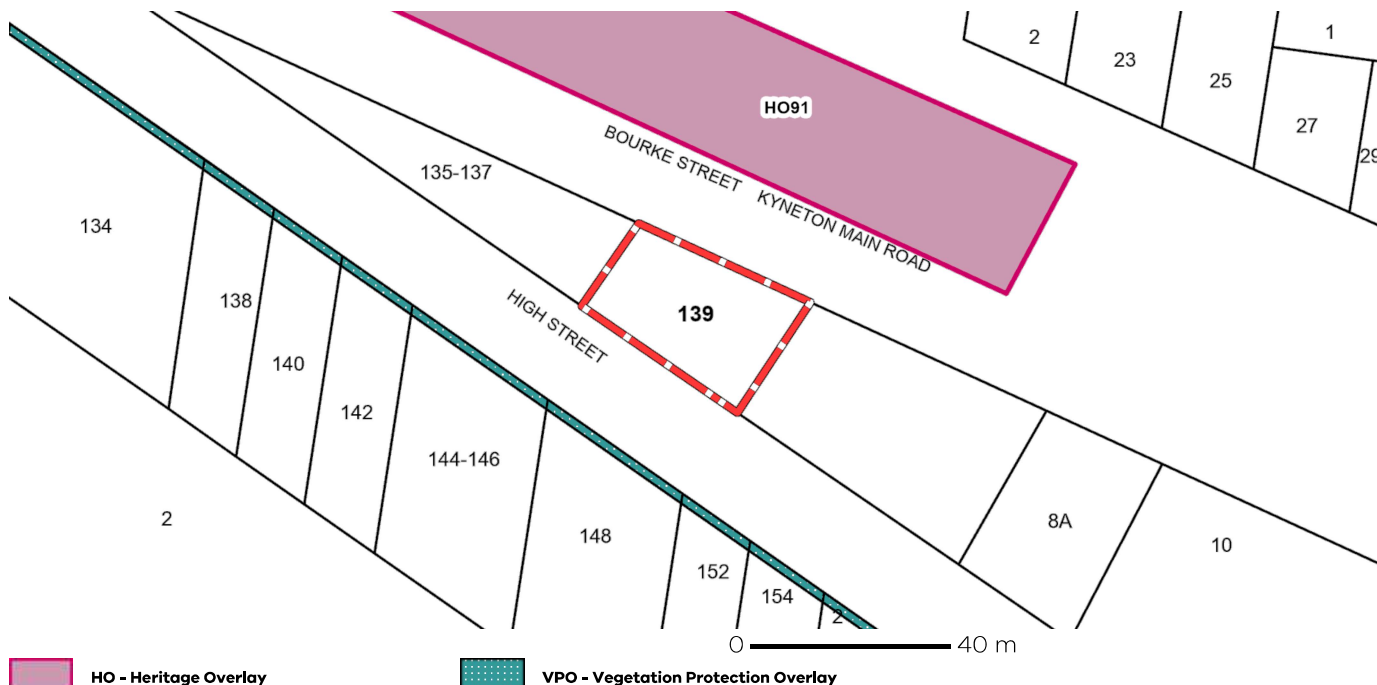 1
2
23
25
27
29
HO91
BOURKE STREET KYNETON MAIN ROAD
135-137
134
138
139
HIGH STREET
140
142
144-146
2
148
8A
10
152
154
2
0 40 m
HO - Heritage Overlay
VPO - Vegetation Protection Overlay